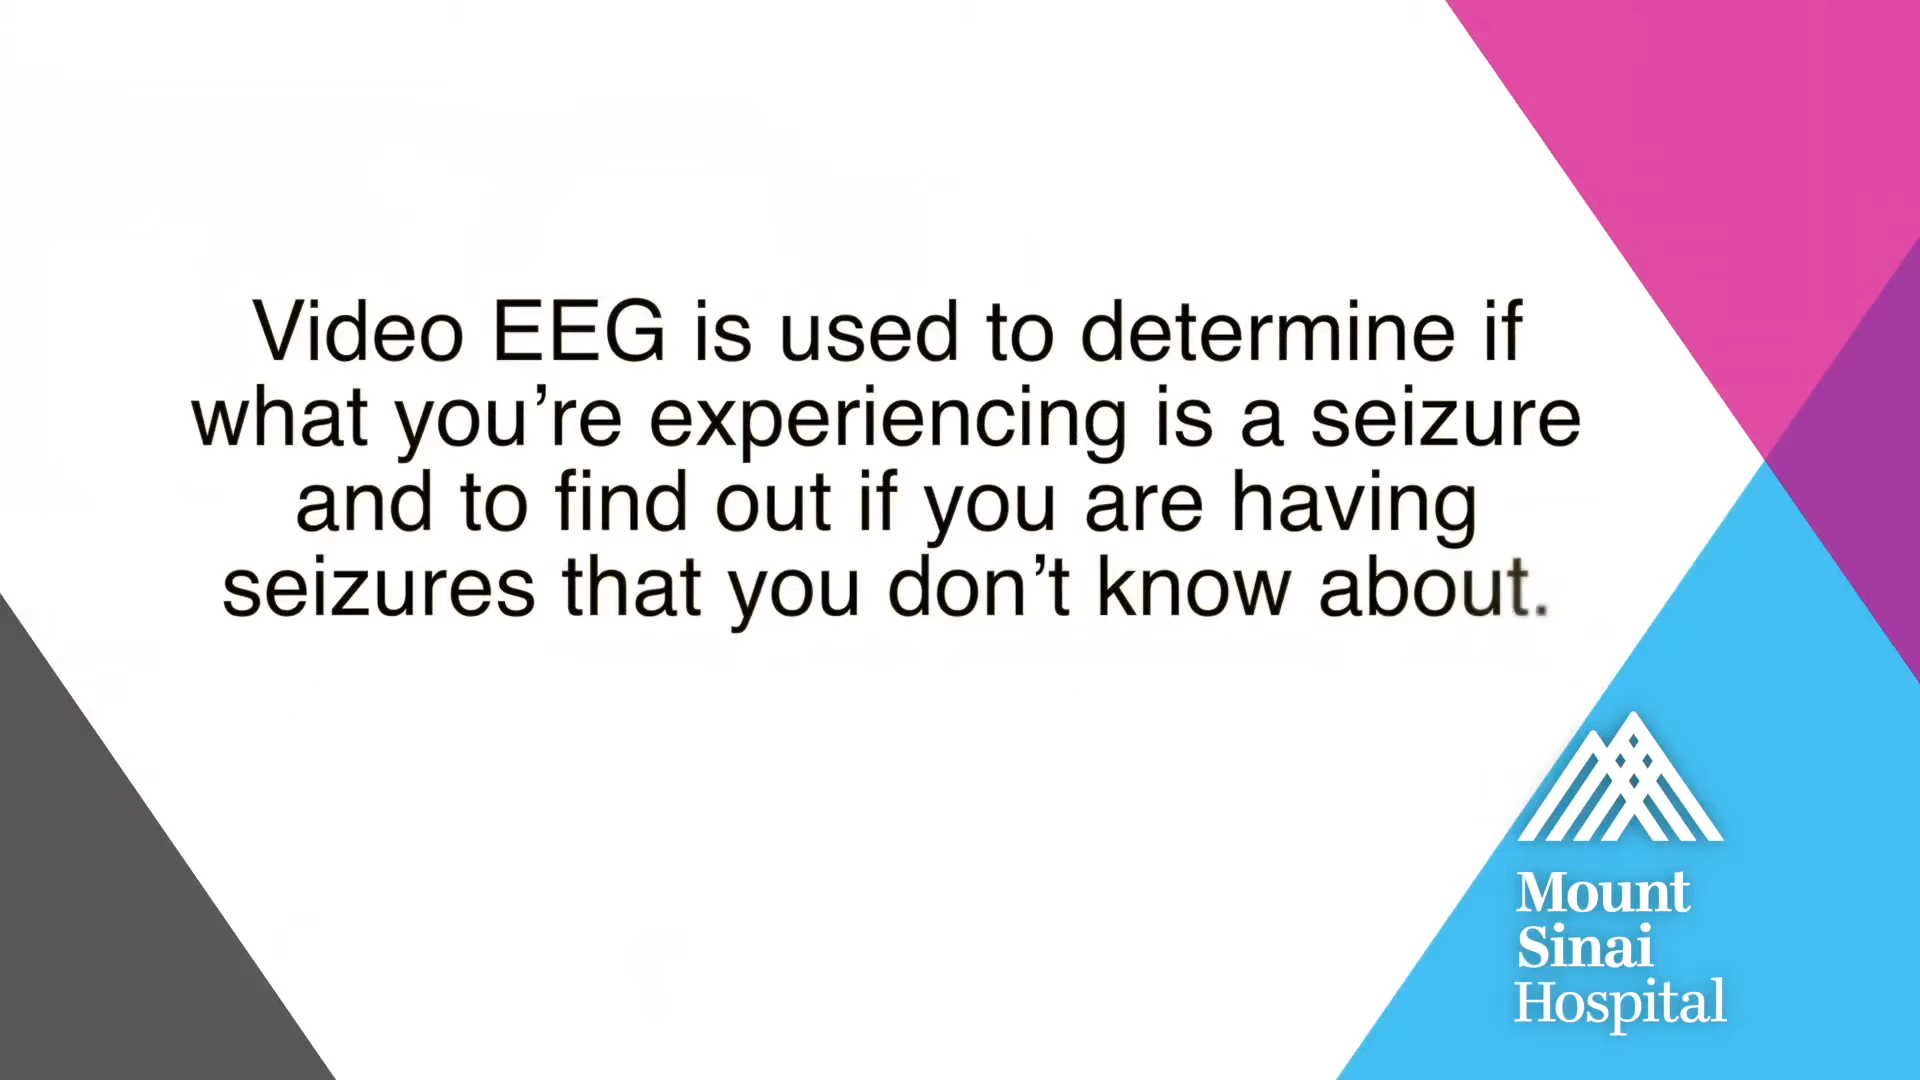 Video EEG is used to determine if
what you’re experiencing is a seizure
and to find out if you are having
seizures that you don’t know about.
Mount
Sinai
Hospital